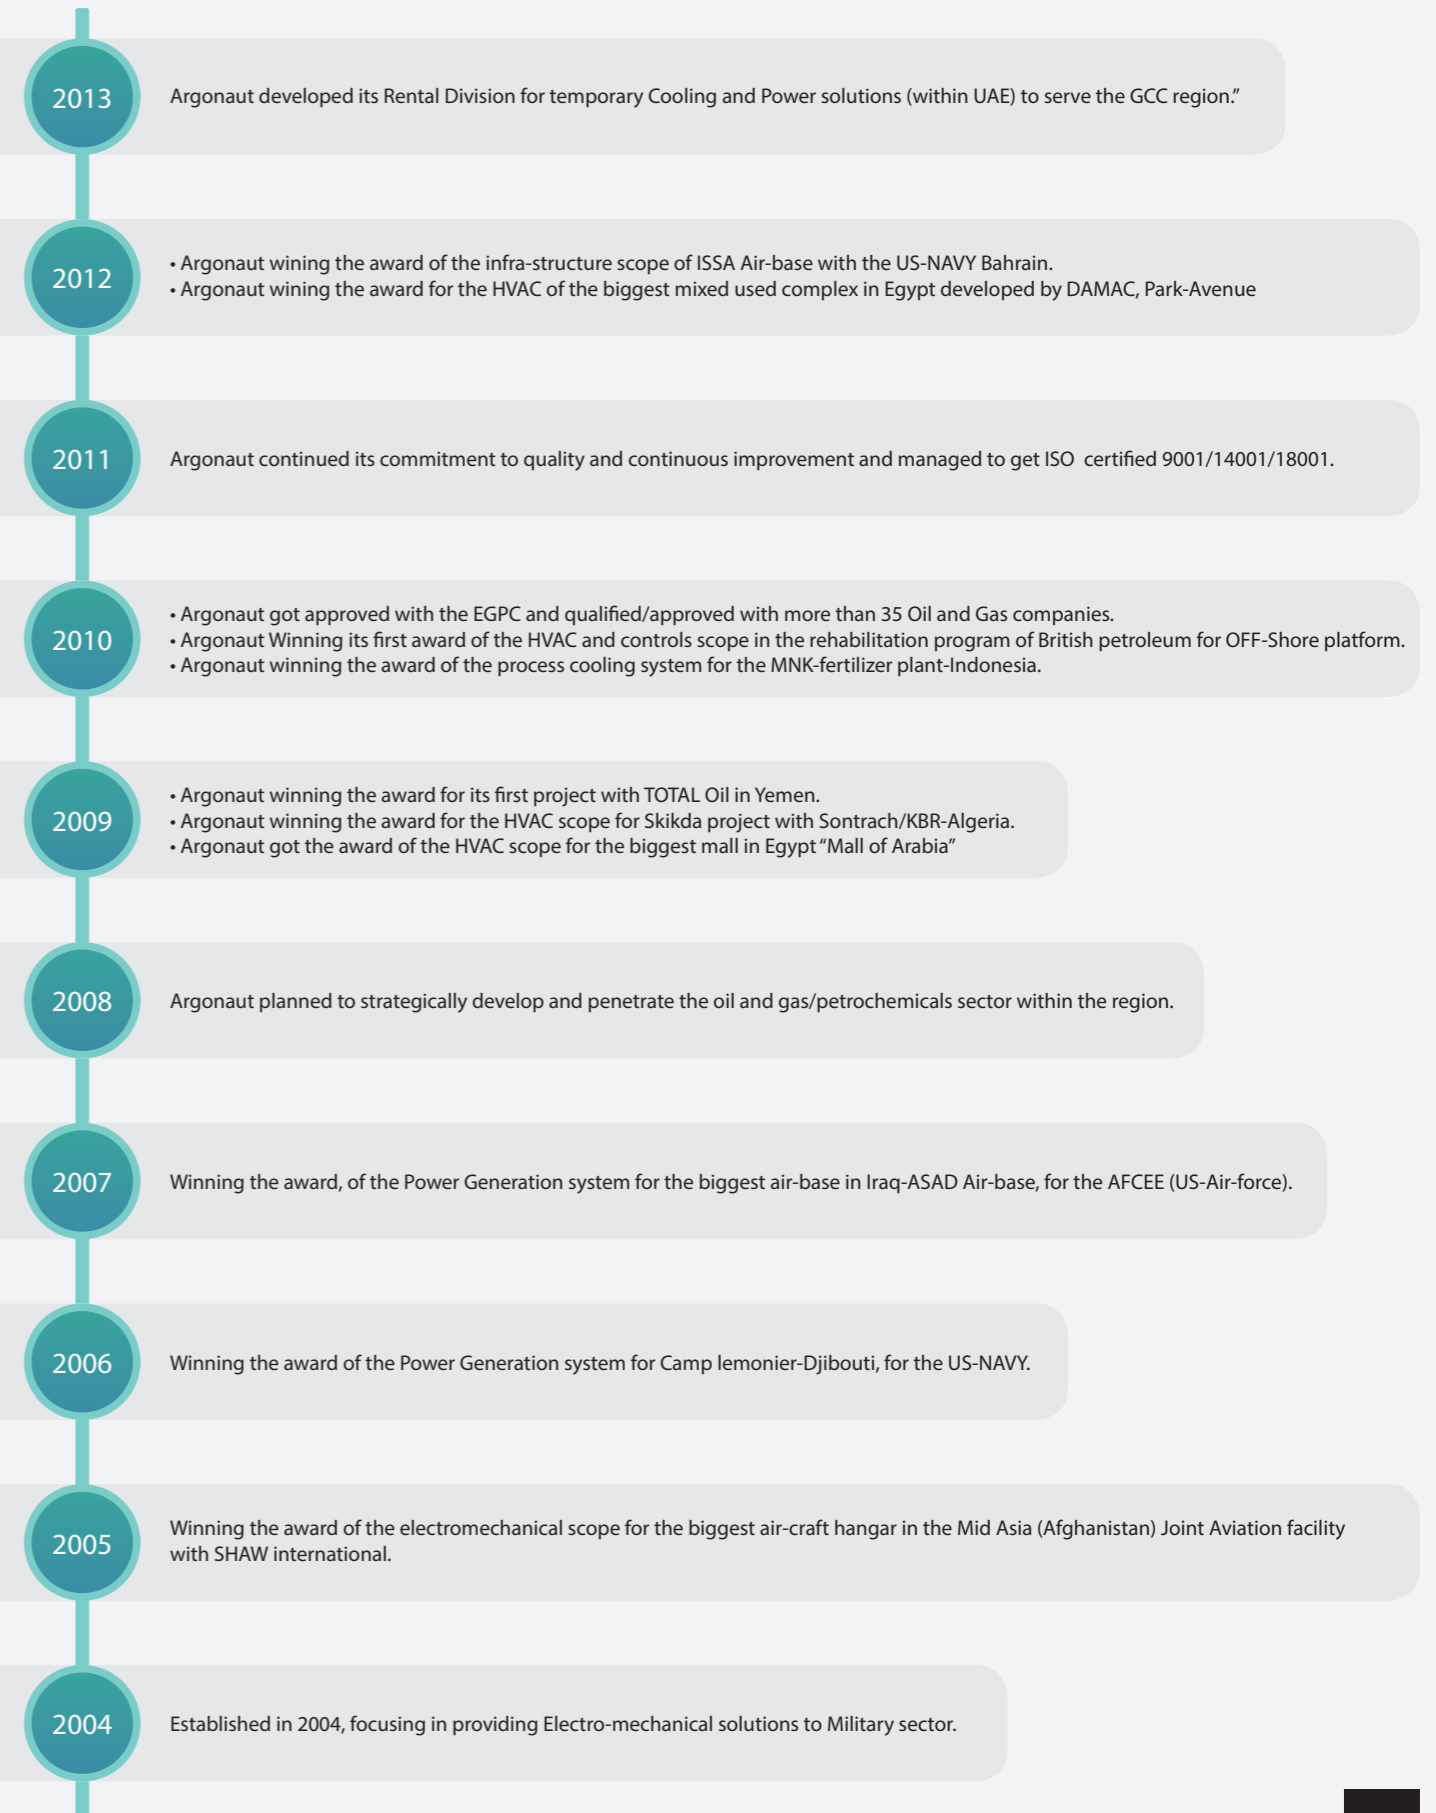 2013
Argonaut developed its Rental Division for temporary Cooling and Power solutions (within UAE) to serve the GCC region.”
2012
• Argonaut wining the award of the infra-structure scope of ISSA Air-base with the US-NAVY Bahrain.
• Argonaut wining the award for the HVAC of the biggest mixed used complex in Egypt developed by DAMAC, Park-Avenue
2011
Argonaut continued its commitment to quality and continuous improvement and managed to get ISO  certified 9001/14001/18001.
2010
• Argonaut got approved with the EGPC and qualified/approved with more than 35 Oil and Gas companies.
• Argonaut Winning its first award of the HVAC and controls scope in the rehabilitation program of British petroleum for OFF-Shore platform.
• Argonaut winning the award of the process cooling system for the MNK-fertilizer plant-Indonesia.
2009
• Argonaut winning the award for its first project with TOTAL Oil in Yemen.
• Argonaut winning the award for the HVAC scope for Skikda project with Sontrach/KBR-Algeria.
• Argonaut got the award of the HVAC scope for the biggest mall in Egypt “Mall of Arabia”
2008
Argonaut planned to strategically develop and penetrate the oil and gas/petrochemicals sector within the region.
2007
Winning the award, of the Power Generation system for the biggest air-base in Iraq-ASAD Air-base, for the AFCEE (US-Air-force).
2006
Winning the award of the Power Generation system for Camp lemonier-Djibouti, for the US-NAVY.
2005
Winning the award of the electromechanical scope for the biggest air-craft hangar in the Mid Asia (Afghanistan) Joint Aviation facility
with SHAW international.
2004
Established in 2004, focusing in providing Electro-mechanical solutions to Military sector.